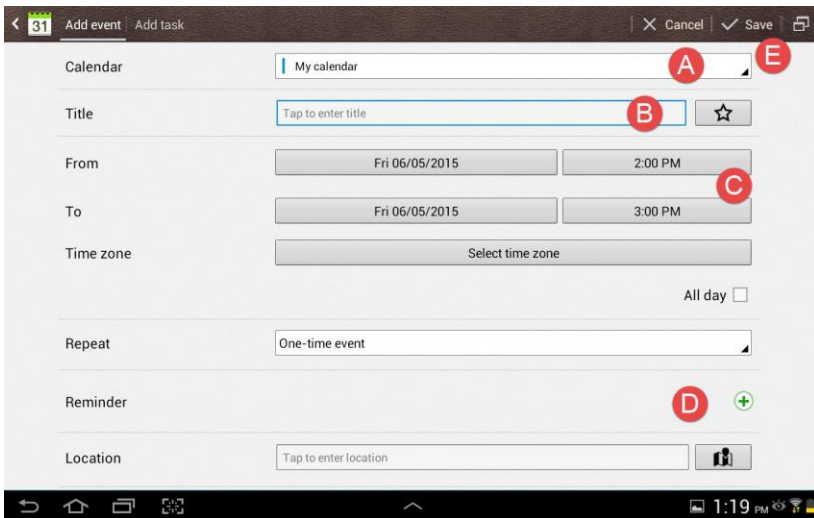 31 Add event Add task Cancel Save
E
Calendar My calendar A
Title Tap to enter title B
From Fri 06/05/2015 2:00 PM
C
To Fri 06/05/2015 3:00 PM
Time zone Select time zone
All day
Repeat One-time event
Reminder D
Location Tap to enter location
1:19 PM